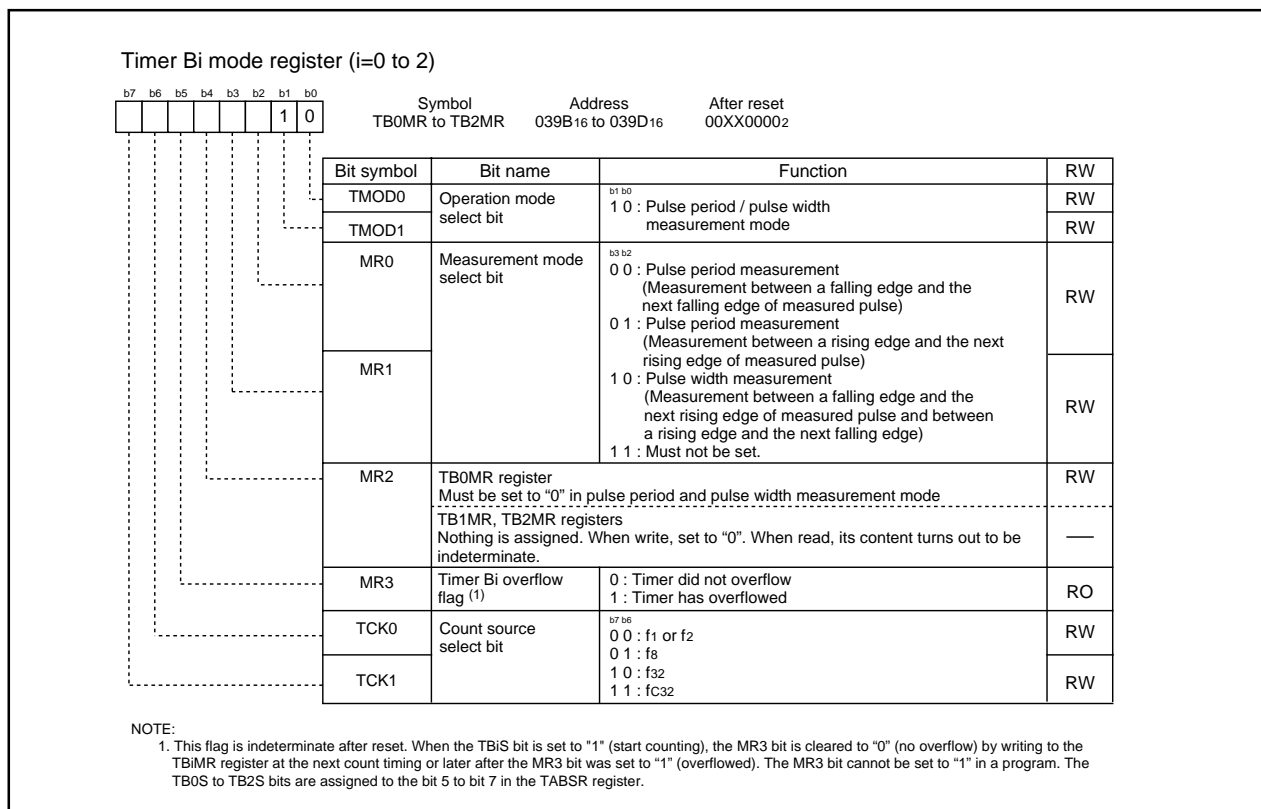 Timer Bi mode register (i=0 to 2)
b7 b6 b5 b4 b3 b2 b1 b0
1 0
Symbol Address After reset
TB0MR to TB2MR 039B16 to 039D16 00XX00002
Bit symbol Bit name Function RW
TMOD0 Operation mode select bit b1 b0 RW
1 0 : Pulse period / pulse width
measurement mode
TMOD1 RW
MR0 Measurement mode select bit b3 b2
0 0 : Pulse period measurement
(Measurement between a falling edge and the
next falling edge of measured pulse) RW
0 1 : Pulse period measurement
(Measurement between a rising edge and the next
rising edge of measured pulse)
MR1 1 0 : Pulse width measurement
(Measurement between a falling edge and the
next rising edge of measured pulse and between RW
a rising edge and the next falling edge)
1 1 : Must not be set.
MR2 TB0MR register RW
Must be set to “0” in pulse period and pulse width measurement mode
TB1MR, TB2MR registers
Nothing is assigned. When write, set to “0”. When read, its content turns out to be —
indeterminate.
MR3 Timer Bi overflow 0 : Timer did not overflow RO
flag (1) 1 : Timer has overflowed
TCK0 Count source select bit b7 b6
0 0 : f1 or f2 RW
0 1 : f8
TCK1 1 0 : f32 RW
1 1 : fC32
NOTE:
1. This flag is indeterminate after reset. When the TBiS bit is set to "1" (start counting), the MR3 bit is cleared to “0” (no overflow) by writing to the
TBiMR register at the next count timing or later after the MR3 bit was set to “1” (overflowed). The MR3 bit cannot be set to “1” in a program. The
TB0S to TB2S bits are assigned to the bit 5 to bit 7 in the TABSR register.